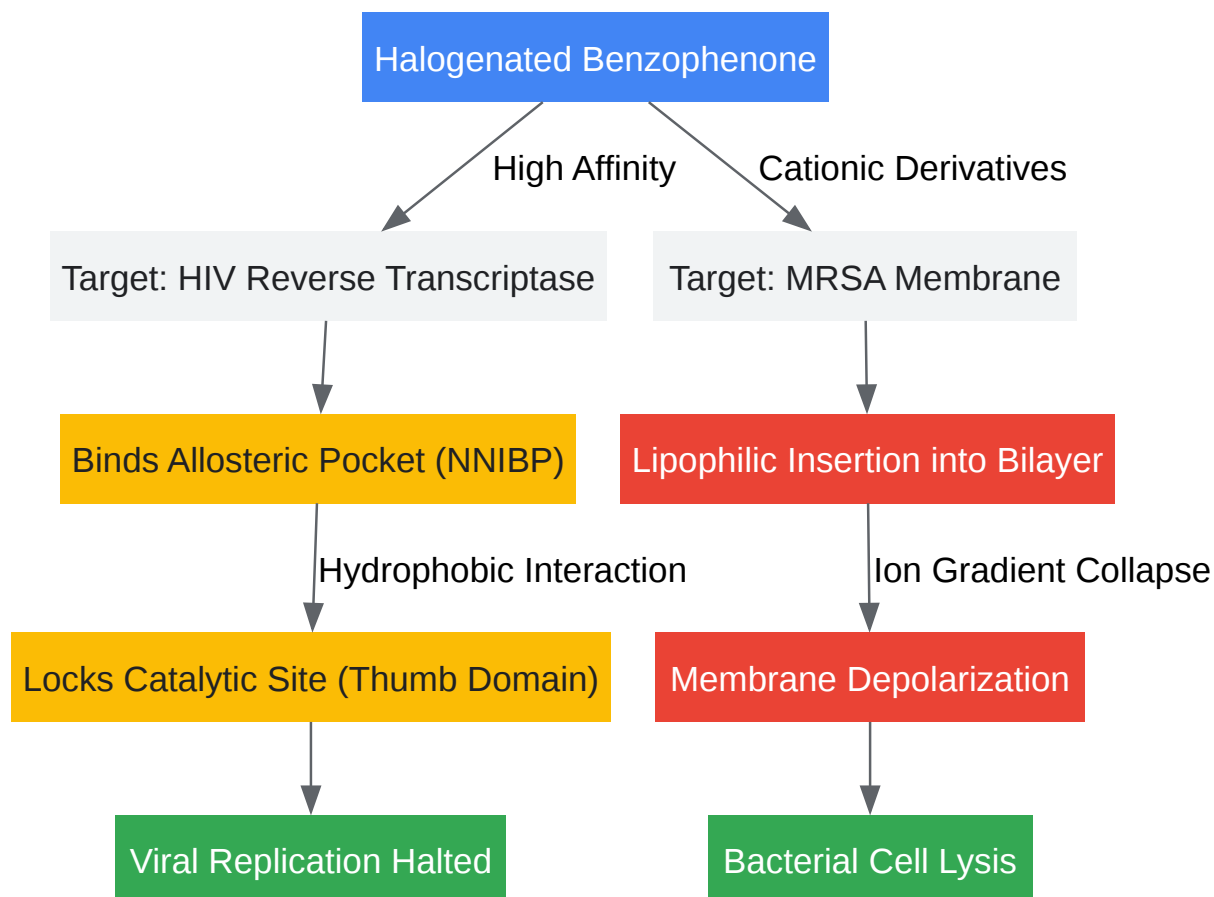 Halogenated Benzophenone
High Affinity
Cationic Derivatives
Target: HIV Reverse Transcriptase
Target: MRSA Membrane
Binds Allosteric Pocket (NNIBP)
Lipophilic Insertion into Bilayer
Hydrophobic Interaction
Ion Gradient Collapse
Locks Catalytic Site (Thumb Domain)
Membrane Depolarization
Viral Replication Halted
Bacterial Cell Lysis